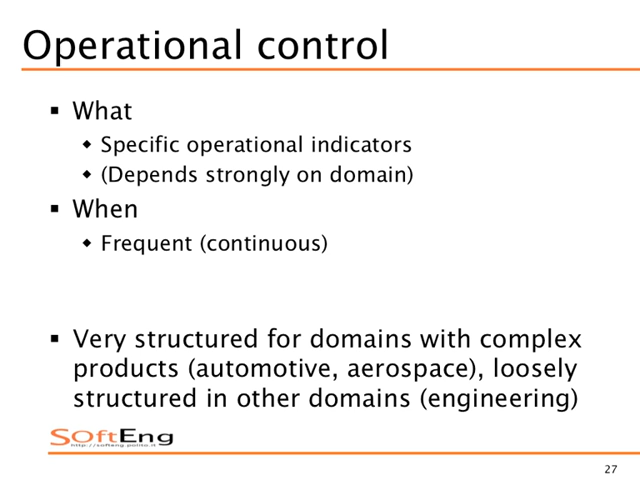 Operational control
▪ What
◆ Specific operational indicators
◆ (Depends strongly on domain)
▪ When
◆ Frequent (continuous)
▪ Very structured for domains with complex
products (automotive, aerospace), loosely
structured in other domains (engineering)
SOftEng
http://softeng.polito.it
27